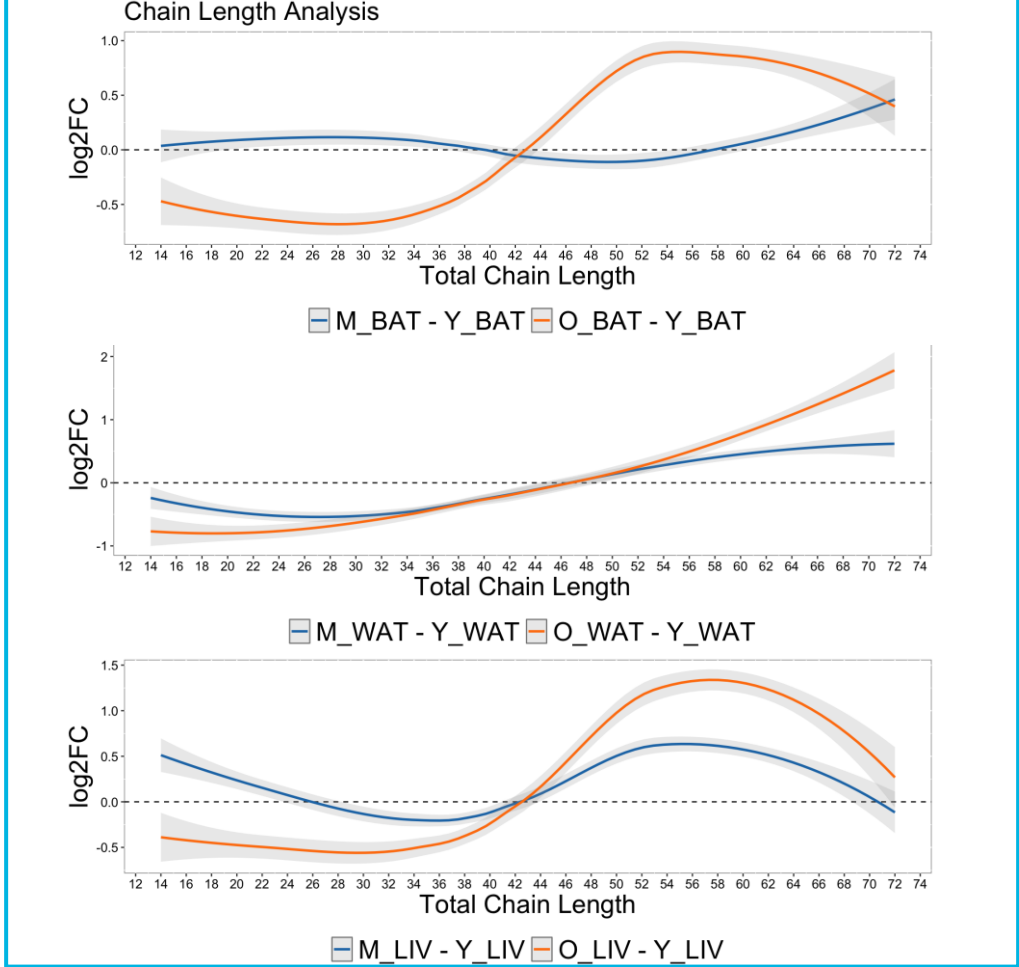 Chain Length Analysis
1.0
0.5
0.0
-0.5
log2FC
12 14 16 18 20 22 24 26 28 30 32 34 36 38 40 42 44 46 48 50 52 54 56 58 60 62 64 66 68 70 72 74
Total Chain Length
M_BAT - Y_BAT O_BAT - Y_BAT
2
1
0
-1
log2FC
12 14 16 18 20 22 24 26 28 30 32 34 36 38 40 42 44 46 48 50 52 54 56 58 60 62 64 66 68 70 72 74
Total Chain Length
M_WAT - Y_WAT O_WAT - Y_WAT
1.5
1.0
0.5
0.0
-0.5
log2FC
12 14 16 18 20 22 24 26 28 30 32 34 36 38 40 42 44 46 48 50 52 54 56 58 60 62 64 66 68 70 72 74
Total Chain Length
M_LIV - Y_LIV O_LIV - Y_LIV